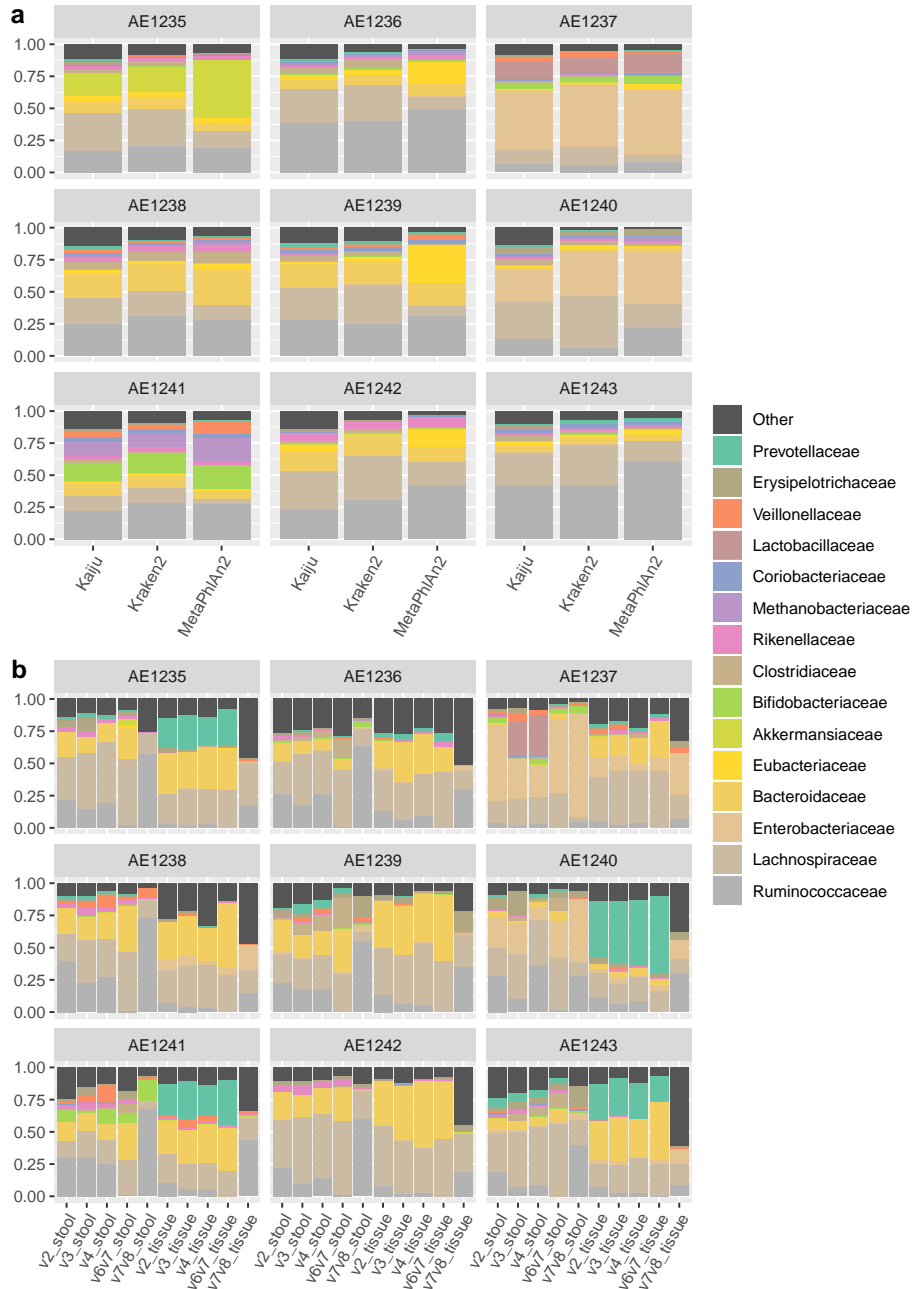 a
AE1235 AE1236 AE1237
1.00
0.75
0.50
0.25
0.00
AE1238 AE1239 AE1240
1.00
0.75
0.50
0.25
0.00
AE1241 AE1242 AE1243
1.00
0.75
0.50
0.25
0.00
Kaiju Kraken2 MetaPhlAn2 Kaiju Kraken2 MetaPhlAn2 Kaiju Kraken2 MetaPhlAn2
Other
Prevotellaceae
Erysipelotrichaceae
Veillonellaceae
Lactobacillaceae
Coriobacteriaceae
Methanobacteriaceae
Rikenellaceae
Clostridiaceae
Bifidobacteriaceae
Akkermansiaceae
Eubacteriaceae
Bacteroidaceae
Enterobacteriaceae
Lachnospiraceae
Ruminococcaceae
b
AE1235 AE1236 AE1237
1.00
0.75
0.50
0.25
0.00
AE1238 AE1239 AE1240
1.00
0.75
0.50
0.25
0.00
AE1241 AE1242 AE1243
1.00
0.75
0.50
0.25
0.00
v2_stool v3_stool v4_stool v6v7_stool v7v8_stool v2_tissue v3_tissue v4_tissue v6v7_tissue v7v8_tissue v2_stool v3_stool v4_stool v6v7_stool v7v8_stool v2_tissue v3_tissue v4_tissue v6v7_tissue v7v8_tissue v2_stool v3_stool v4_stool v6v7_stool v7v8_stool v2_tissue v3_tissue v4_tissue v6v7_tissue v7v8_tissue